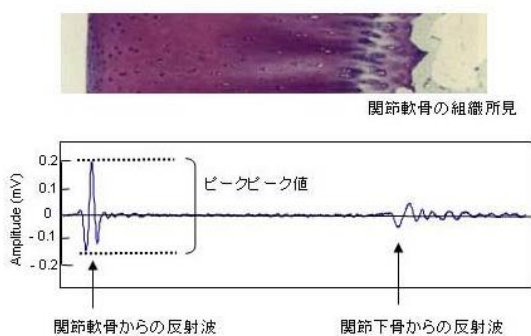 関節軟骨の組織所見
Amplitude (mV)
0.2
0.1
0
- 0.1
- 0.2
ピークピーク値
関節軟骨からの反射波
関節下骨からの反射波